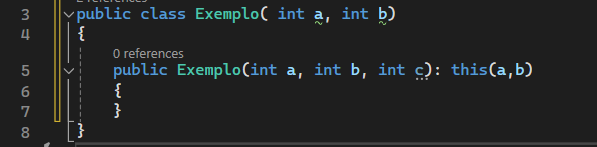 3 public class Exemplo( int a, int b)
4 {
0 references
5 public Exemplo(int a, int b, int c): this(a,b)
6 {
7 }
8 }